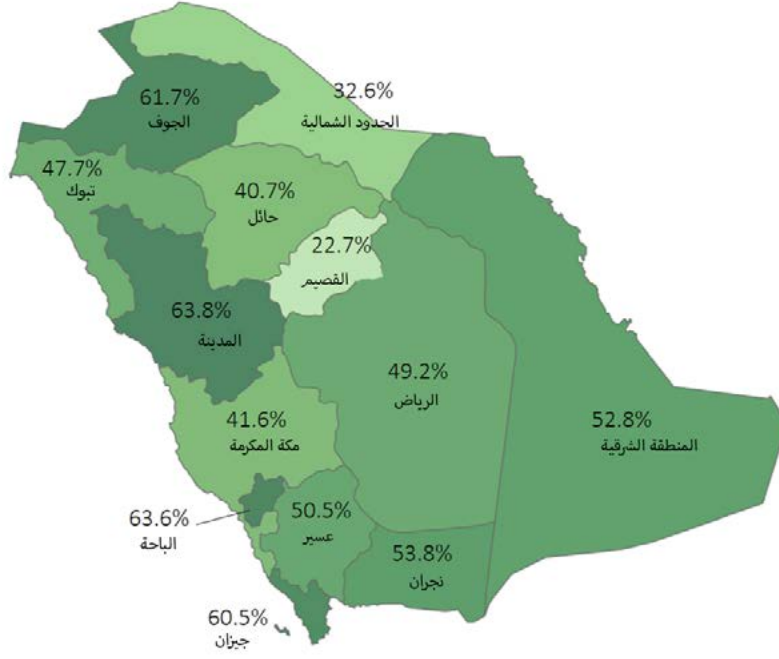 32.6%
الحدود الشمالية
61.7%
الجوف
47.7%
تبوك
40.7%
حائل
22.7%
القصيم
63.8%
المدينة
49.2%
الرياض
52.8%
المنطقة الشرقية
41.6%
مكة المكرمة
63.6%
الباحة
50.5%
عسير
53.8%
نجران
60.5%
جيزان